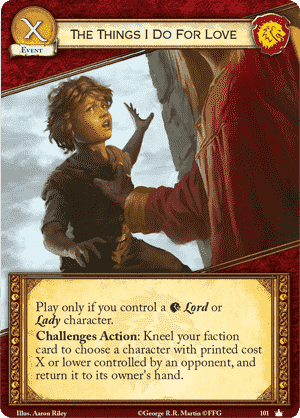 X
EVENT
THE THINGS I DO FOR LOVE
Play only if you control a Lord or
Lady character.
Challenges Action: Kneel your faction
card to choose a character with printed cost
X or lower controlled by an opponent, and
return it to its owner's hand.
Illus. Aaron Riley
©George R.R. Martin ©FFG
101